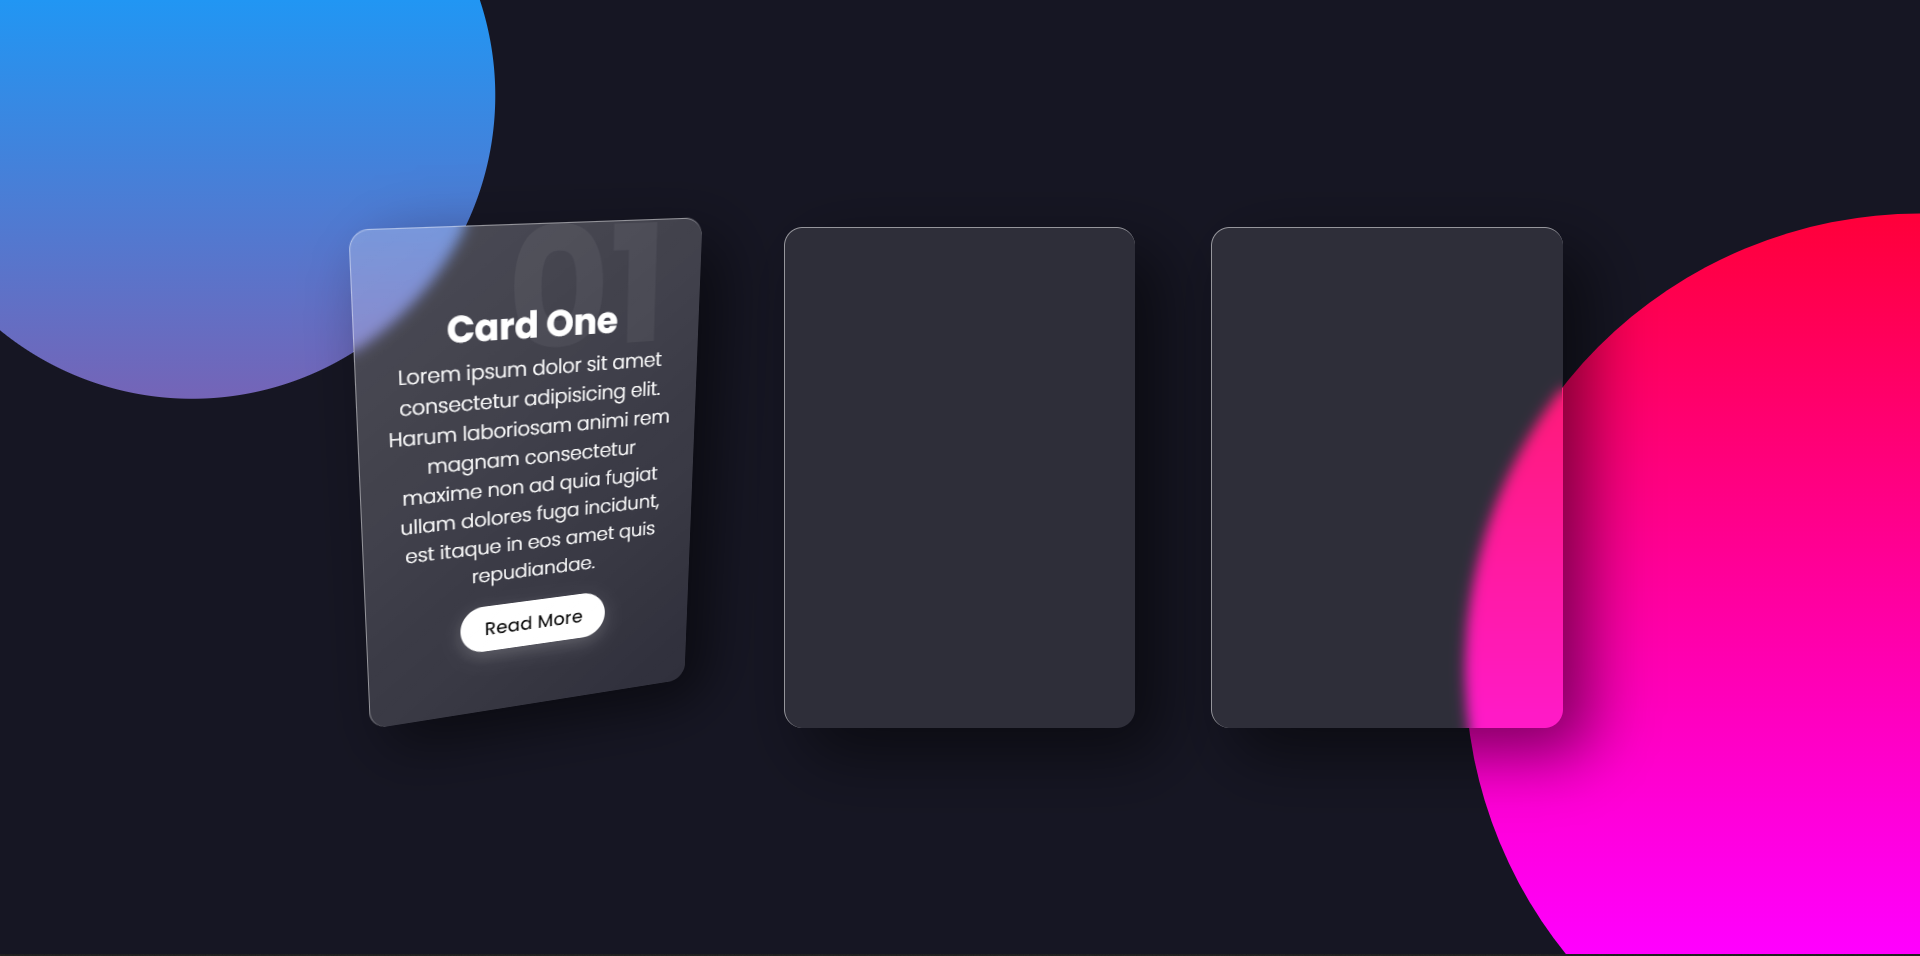 01
Card One
Lorem ipsum dolor sit amet
consectetur adipisicing elit.
Harum laboriosam animi rem
magnam consectetur
maxime non ad quia fugiat
ullam dolores fuga incidunt,
est itaque in eos amet quis
repudiandae.
Read More